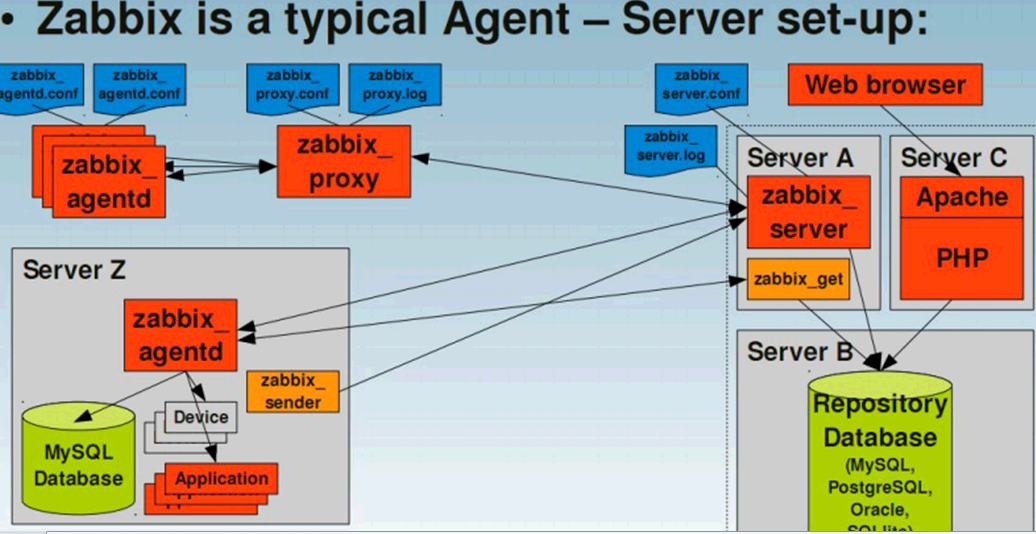 • Zabbix is a typical Agent – Server set-up:
zabbix_
agentd.conf
zabbix_
agentd.conf
zabbix_
proxy.conf
zabbix_
proxy.log
zabbix_
server.conf
Web browser
zabbix_
agentd
zabbix_
proxy
zabbix_
server.log
Server A
zabbix_
server
zabbix_get
Server C
Apache
PHP
Server Z
zabbix_
agentd
zabbix_
sender
MySQL
Database
Device
Application
Server B
Repository
Database
(MySQL,
PostgreSQL,
Oracle,
SQLlite)